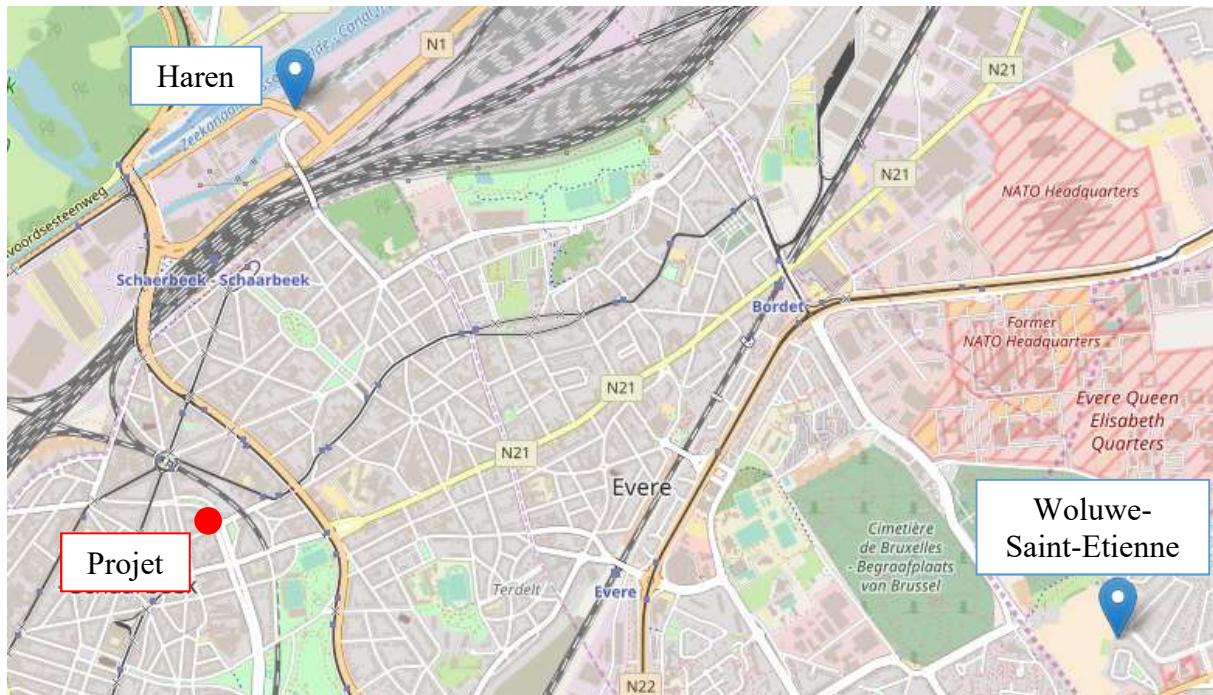 Haren
N1
Zeekanaal
N21
N21
NATO Headquarters
voordsesteenweg
Schaerbeek - Schaarbeek
Bordet
Former
NATO Headquarters
N21
Evere Queen
Elisabeth
Quarters
N21
Evere
Woluwe-
Saint-Etienne
Cimetière
de Bruxelles
- Begraafplaats
van Brussel
Projet
Terdelt
Evere
N22